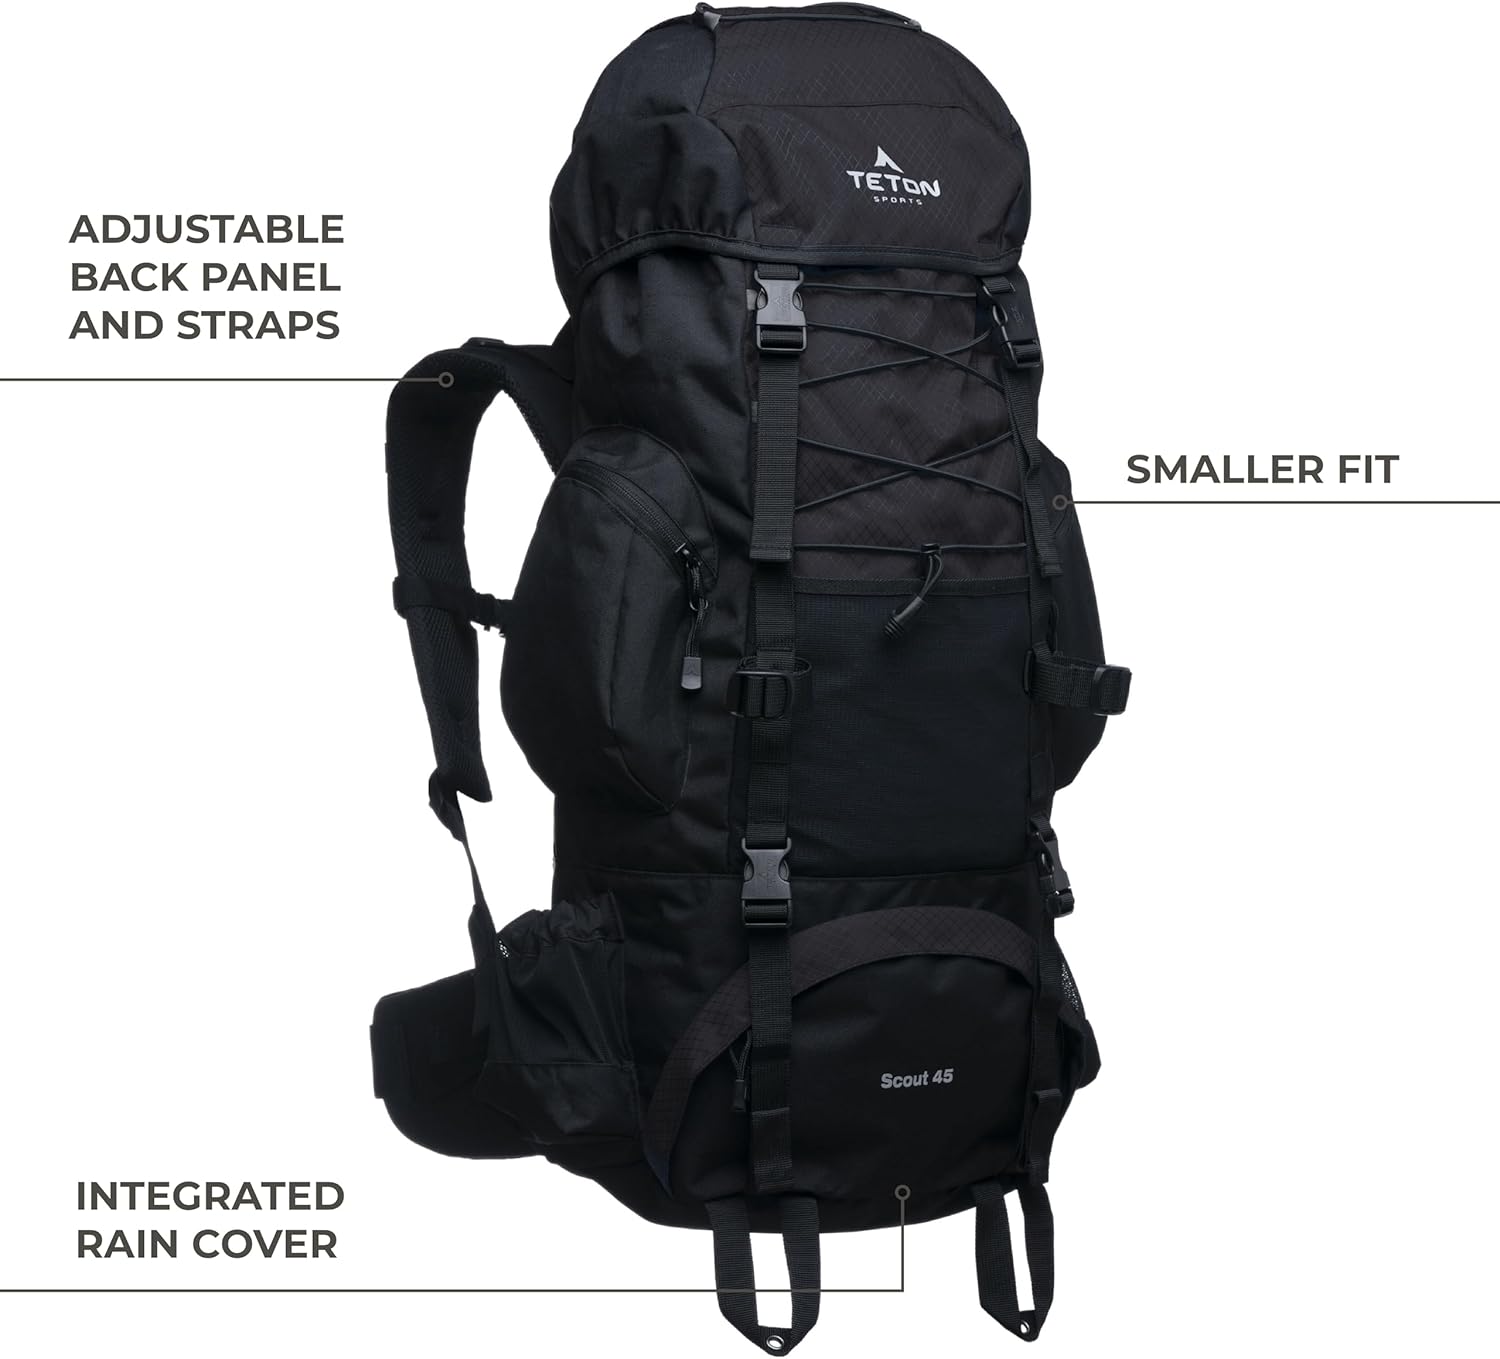 TETON
SPORTS
ADJUSTABLE
BACK PANEL
AND STRAPS
SMALLER FIT
Scout 45
INTEGRATED
RAIN COVER